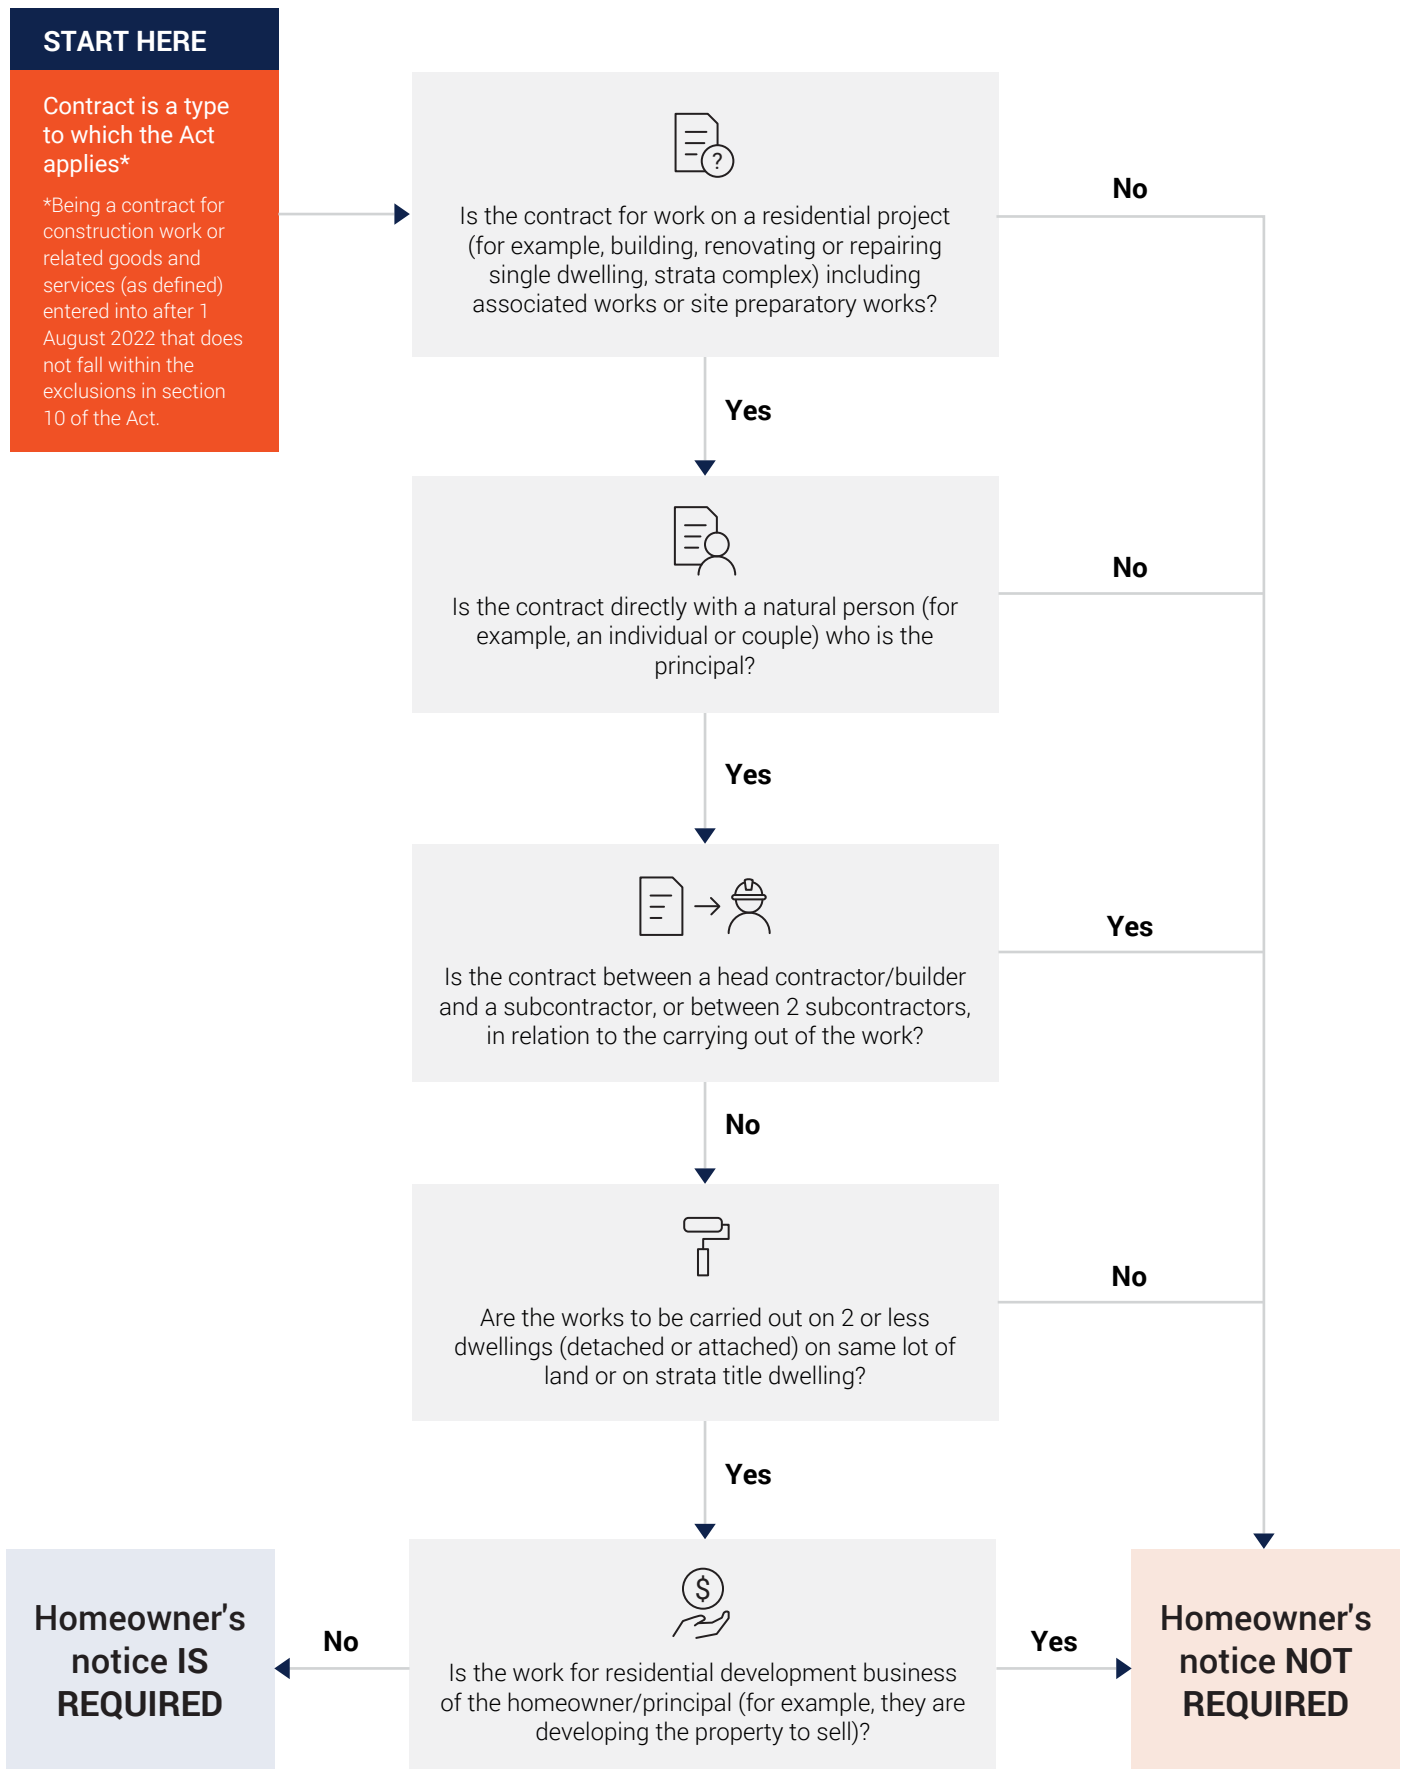 START HERE
Contract is a type
to which the Act
applies*
*Being a contract for
construction work or
related goods and
services (as defined)
entered into after 1
August 2022 that does
not fall within the
exclusions in section
10 of the Act.
?
Is the contract for work on a residential project
(for example, building, renovating or repairing
single dwelling, strata complex) including
associated works or site preparatory works?
No
Yes
Is the contract directly with a natural person (for
example, an individual or couple) who is the
principal?
No
Yes
Is the contract between a head contractor/builder
and a subcontractor, or between 2 subcontractors,
in relation to the carrying out of the work?
Yes
No
Are the works to be carried out on 2 or less
dwellings (detached or attached) on same lot of
land or on strata title dwelling?
No
Yes
$
Is the work for residential development business
of the homeowner/principal (for example, they are
developing the property to sell)?
No
Homeowner's
notice IS
REQUIRED
Yes
Homeowner's
notice NOT
REQUIRED